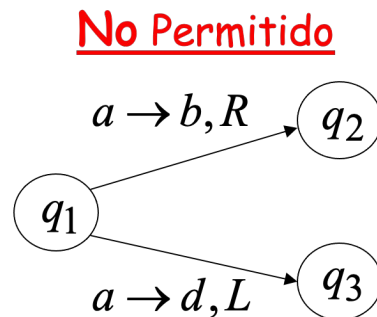 No Permitido
a → b, R
q2
q1
q3
a → d, L